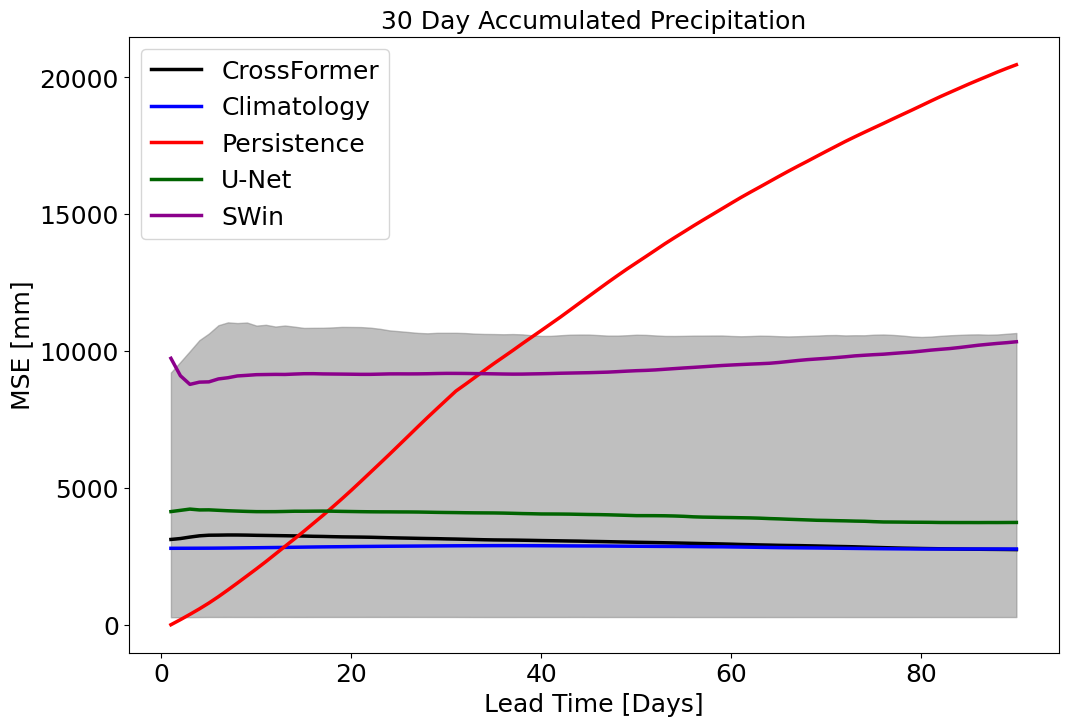 30 Day Accumulated Precipitation
CrossFormer
Climatology
Persistence
U-Net
SWin
MSE [mm]
20000
15000
10000
5000
0
0 20 40 60 80
Lead Time [Days]